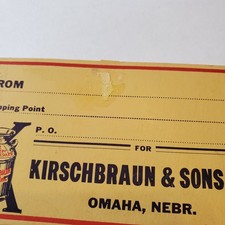 ROM
pping Point
P. O.
FOR
KIRSCHBRAUN & SONS
OMAHA, NEBR.